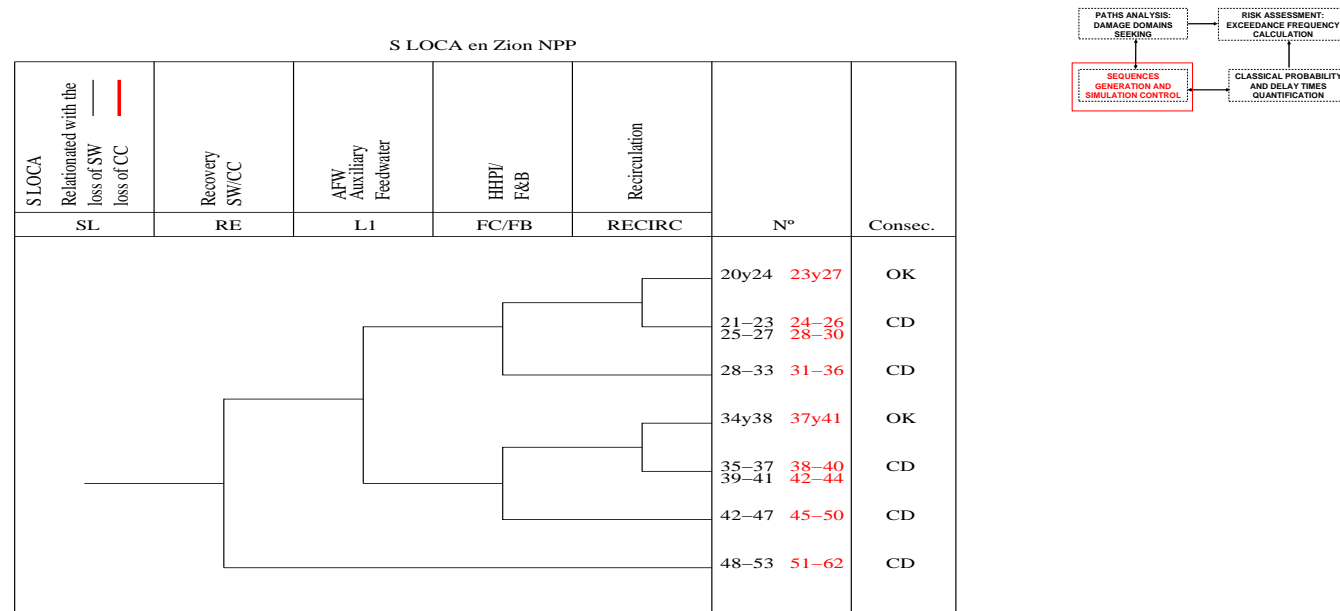 S LOCA en Zion NPP
S LOCA
Relationated with the
loss of SW
loss of CC
Recovery
SW/CC
AFW
Auxiliary
Feedwater
HHPI/
F&B
Recirculation
SL RE L1 FC/FB RECIRC Nº Consec.
20y24 23y27 OK
21–23 24–26 CD
25–27 28–30
28–33 31–36 CD
34y38 37y41 OK
35–37 38–40 CD
39–41 42–44
42–47 45–50 CD
48–53 51–62 CD
PATHS ANALYSIS:
DAMAGE DOMAINS
SEEKING
RISK ASSESSMENT:
EXCEEDANCE FREQUENCY
CALCULATION
SEQUENCES
GENERATION AND
SIMULATION CONTROL
CLASSICAL PROBABILITY
AND DELAY TIMES
QUANTIFICATION